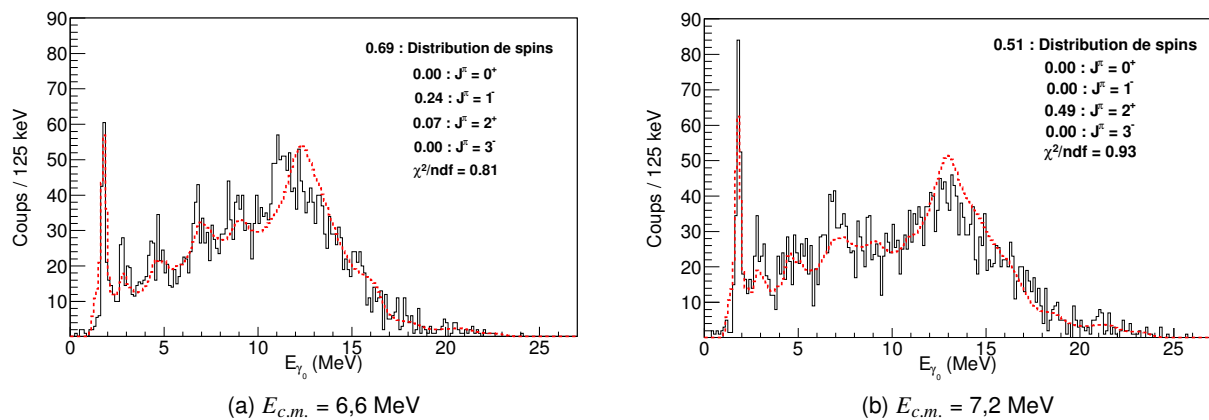 90
80
70
60
50
40
30
20
10
Coups / 125 keV
0.69 : Distribution de spins
0.00 : J^π = 0⁺
0.24 : J^π = 1⁻
0.07 : J^π = 2⁺
0.00 : J^π = 3⁻
χ²/ndf = 0.81
0 5 10 15 20 25
E_γ₀ (MeV)
(a) E_c.m. = 6,6 MeV
90
80
70
60
50
40
30
20
10
Coups / 125 keV
0.51 : Distribution de spins
0.00 : J^π = 0⁺
0.00 : J^π = 1⁻
0.49 : J^π = 2⁺
0.00 : J^π = 3⁻
χ²/ndf = 0.93
0 5 10 15 20 25
E_γ₀ (MeV)
(b) E_c.m. = 7,2 MeV